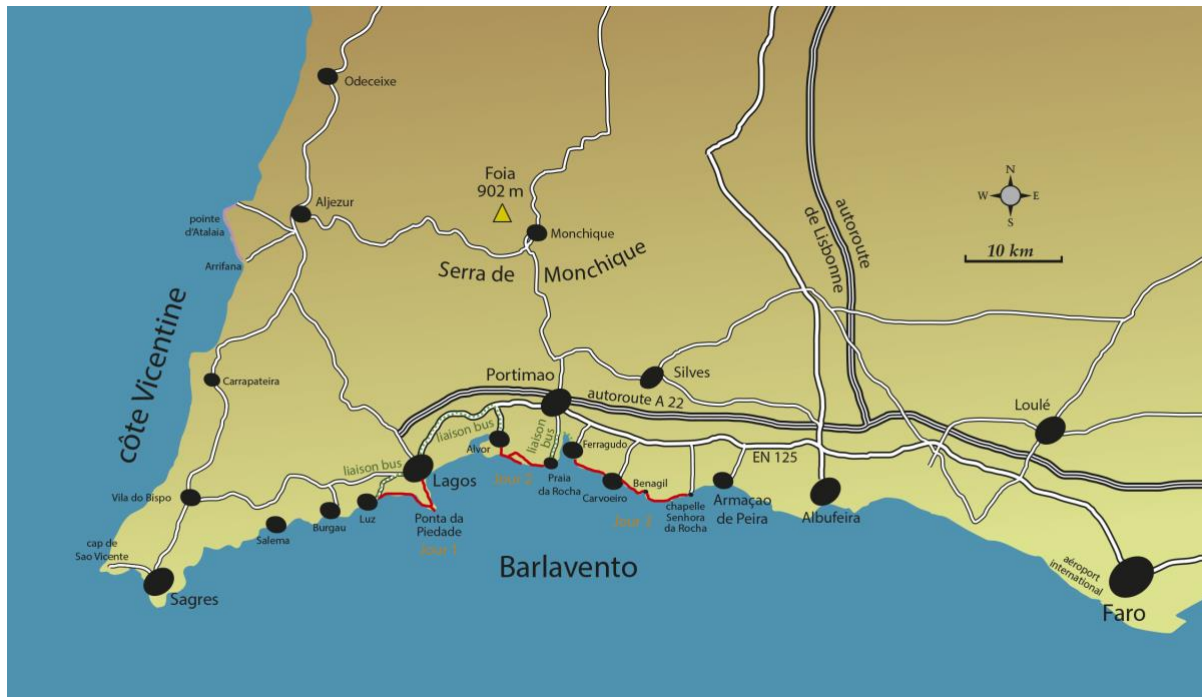 Odeceixe
Foia
902 m
N
W
E
S
pointe
d'Atalaia
Aljezur
autoroute
de Lisbonne
Monchique
10 km
Arrifana
Serra de
Monchique
côte Vicentine
Carrapateira
Portimao
Silves
autoroute A 22
Loulé
liaison bus
liaison
bus
Alvor
Ferragudo
EN 125
liaison bus
Lagos
Jour 2
Praia
da Rocha
Carvoeiro
Benagil
Vila do Bispo
Luz
Burgau
Salema
Ponta da
Piedade
Jour 1
Jour
chapelle
Senhora
da Rocha
Armaçao
de Peira
Albufeira
cap de
Sao Vicente
Sagres
Barlavento
aéroport
international
Faro